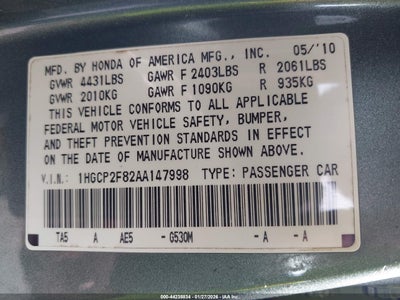 MFD. BY HONDA OF AMERICA MFG., INC. 05/'10
GVWR 4431LBS GAWR F 2403LBS R 2061LBS
GVWR 2010KG GAWR F 1090KG R 935KG
THIS VEHICLE CONFORMS TO ALL APPLICABLE
FEDERAL MOTOR VEHICLE SAFETY, BUMPER,
AND THEFT PREVENTION STANDARDS IN EFFECT
ON THE DATE OF MANUFACTURE SHOWN ABOVE.
V.I.N.: 1HGCP2F82AA147998 TYPE: PASSENGER CAR
TA5 A AE5 - G530M - A - A
000 - 44238834 | 01/27/2026 | IAA Inc.